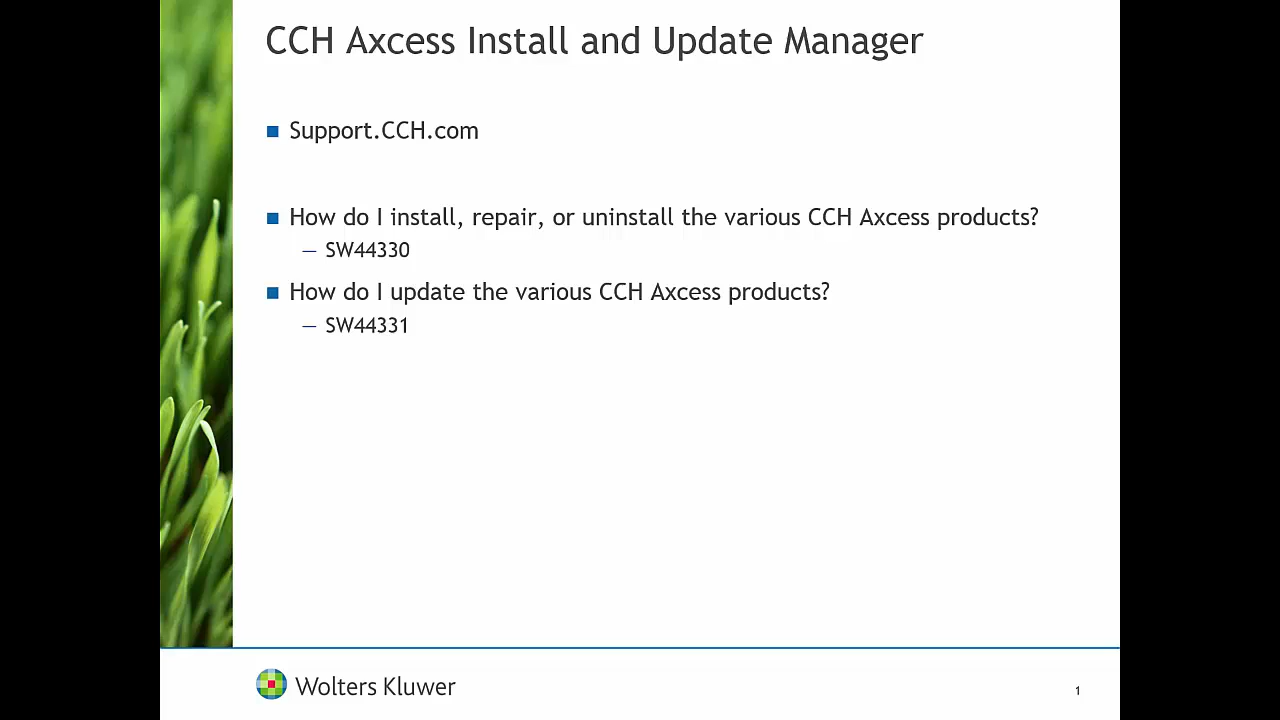 CCH Axcess Install and Update Manager
Support.CCH.com
How do I install, repair, or uninstall the various CCH Axcess products?
— SW44330
How do I update the various CCH Axcess products?
— SW44331
Wolters Kluwer
1